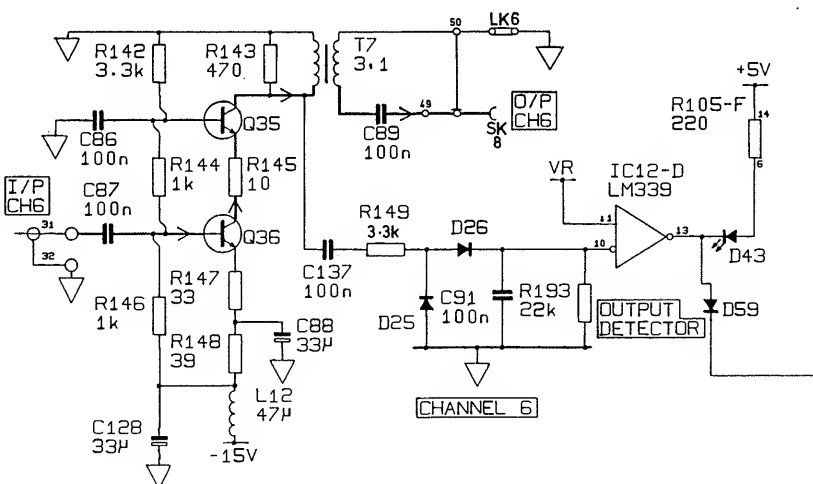 50
LK6
R142
3.3k
R143
470
T7
3.1
+5V
C86
100n
Q35
49
C89
100n
SK
8
O/P
CH6
R105-F
220
14
6
R144
1k
R145
10
I/P
CH6
C87
100n
31
32
Q36
VR
IC12-D
LM339
11
10
13
D43
R149
3.3k
D26
C137
100n
R147
33
R146
1k
D25
C91
100n
R193
22k
OUTPUT
DETECTOR
D59
C88
33µ
R148
39
L12
47µ
CHANNEL 6
C128
33µ
-15V